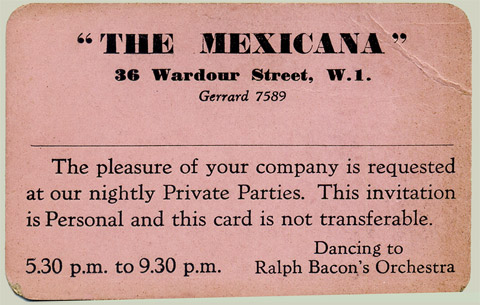 “THE MEXICANA”
36 Wardour Street, W.1.
Gerrard 7589
The pleasure of your company is requested
at our nightly Private Parties. This invitation
is Personal and this card is not transferable.
Dancing to
5.30 p.m. to 9.30 p.m. Ralph Bacon's Orchestra